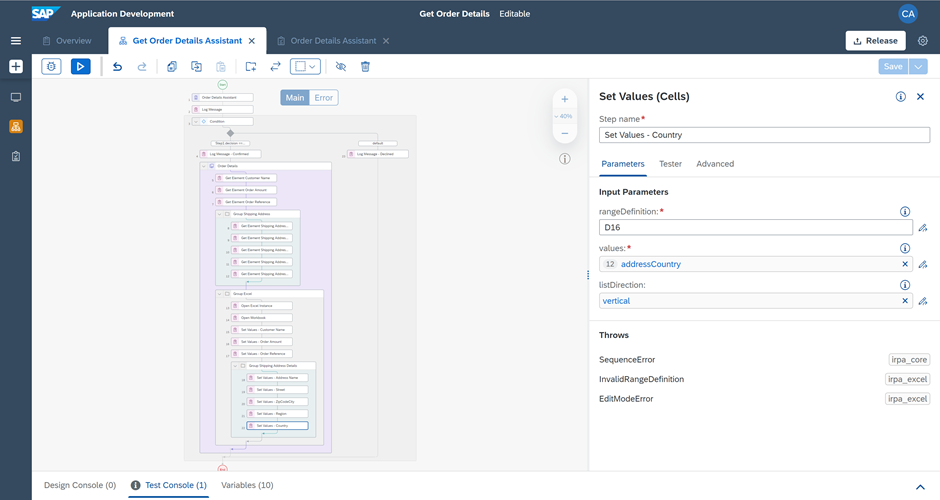 SAP Application Development
Get Order Details Editable
CA
Overview
Get Order Details Assistant
Order Details Assistant
Release
Save
Main Error
40%
Order Details Assistant
Log Message
Condition
default
Log Message - Confirmed
Log Message - Declined
Order Details
Get Element Customer Name
Get Element Order Amount
Get Element Order Reference
Group Shipping Address
Get Element Shipping Addres...
Get Element Shipping Addres...
Get Element Shipping Addres...
Get Element Shipping Addres...
Get Element Shipping Addres...
Group Excel
Open Excel Instance
Open Workbook
Set Values - Customer Name
Set Values - Order Amount
Set Values - Order Reference
Group Shipping Address Details
Set Values - Address Name
Set Values - Street
Set Values - ZipCodeCity
Set Values - Region
Set Values - Country
Set Values (Cells)
Step name*
Set Values - Country
Parameters Tester Advanced
Input Parameters
rangeDefinition:*
D16
values:*
12 addressCountry
listDirection:
vertical
Throws
SequenceError irpa_core
InvalidRangeDefinition irpa_excel
EditModeError irpa_excel
Design Console (0) Test Console (1) Variables (10)